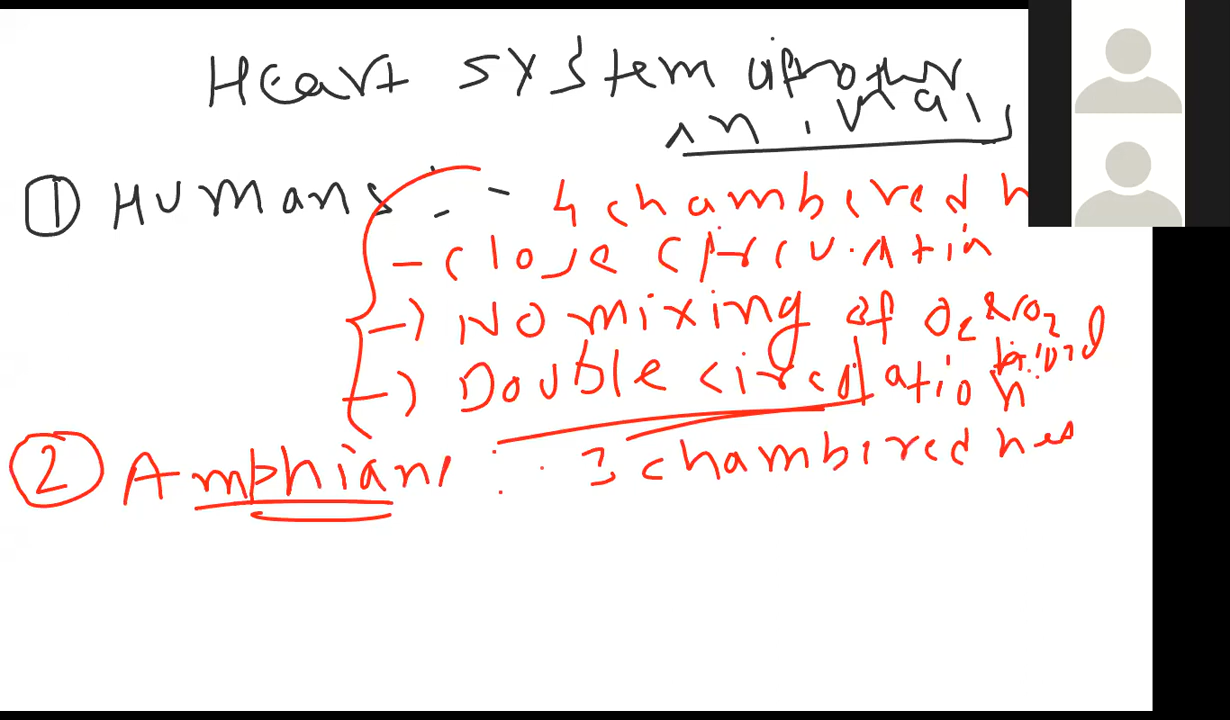 Heart system of other
animals
① Humans : - 4 chambered h
- close circulation
→ No mixing of O2 & CO2 blood
→ Double circulation
② Amphians : . 3 chambered hea